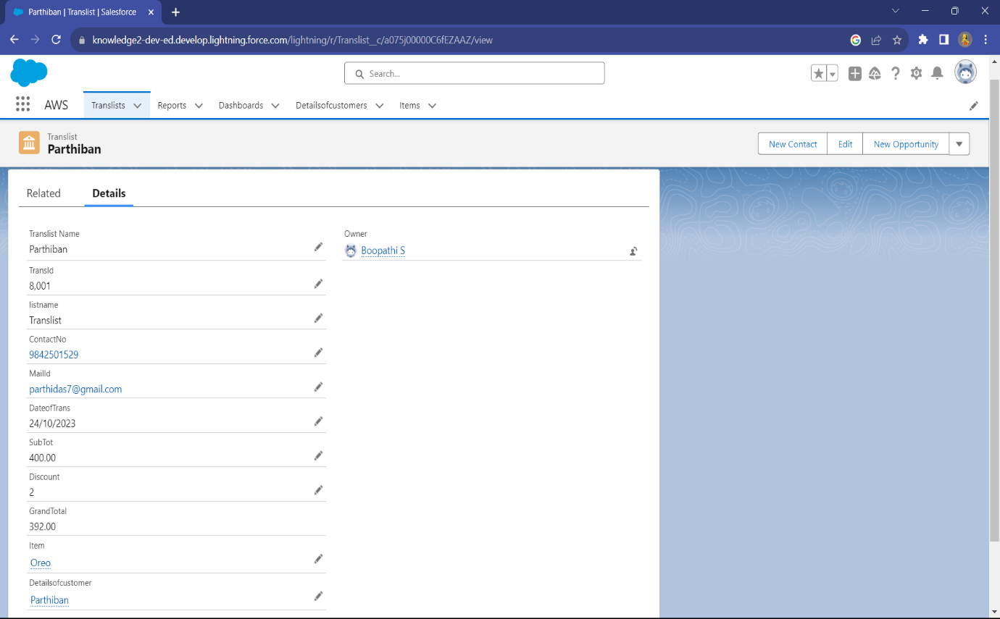 Parthiban | Translist | Salesforce
knowledge2-dev-ed.develop.lightning.force.com/lightning/r/Translist__c/a075j00000C6fEZAAZ/view
Search...
AWS Translists Reports Dashboards Detailsofcustomers Items
Translist
Parthiban
New Contact Edit New Opportunity
Related Details
Translist Name
Parthiban
Owner
Boopathi S
TransId
8,001
listname
Translist
ContactNo
9842501529
MailId
parthidas7@gmail.com
DateofTrans
24/10/2023
SubTot
400.00
Discount
2
GrandTotal
392.00
Item
Oreo
Detailsofcustomer
Parthiban